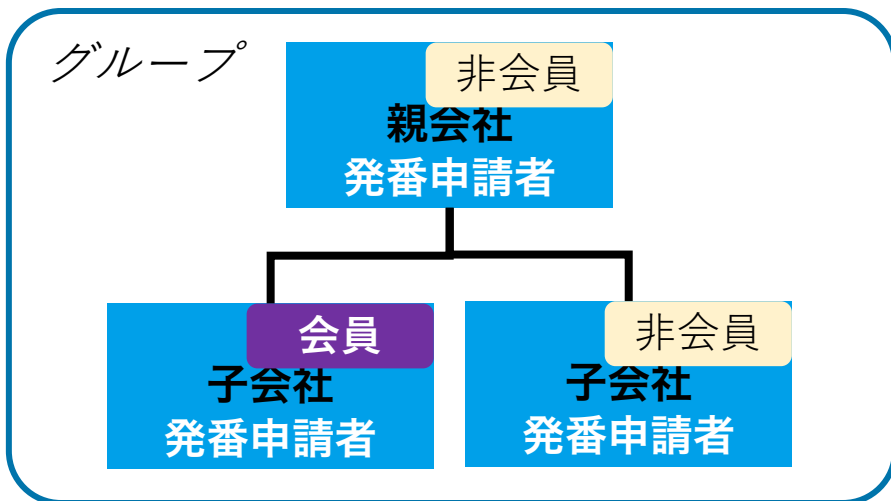 グループ
非会員
親会社
発番申請者
会員
子会社
発番申請者
非会員
子会社
発番申請者